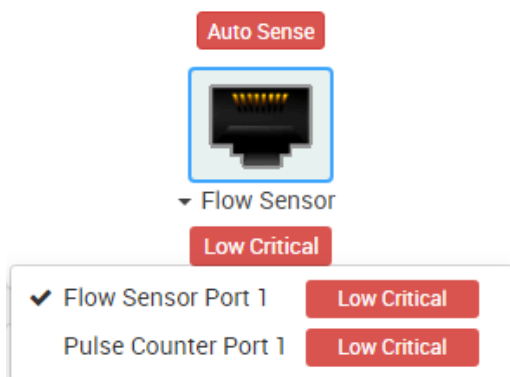 Auto Sense
Flow Sensor
Low Critical
Flow Sensor Port 1 Low Critical
Pulse Counter Port 1 Low Critical